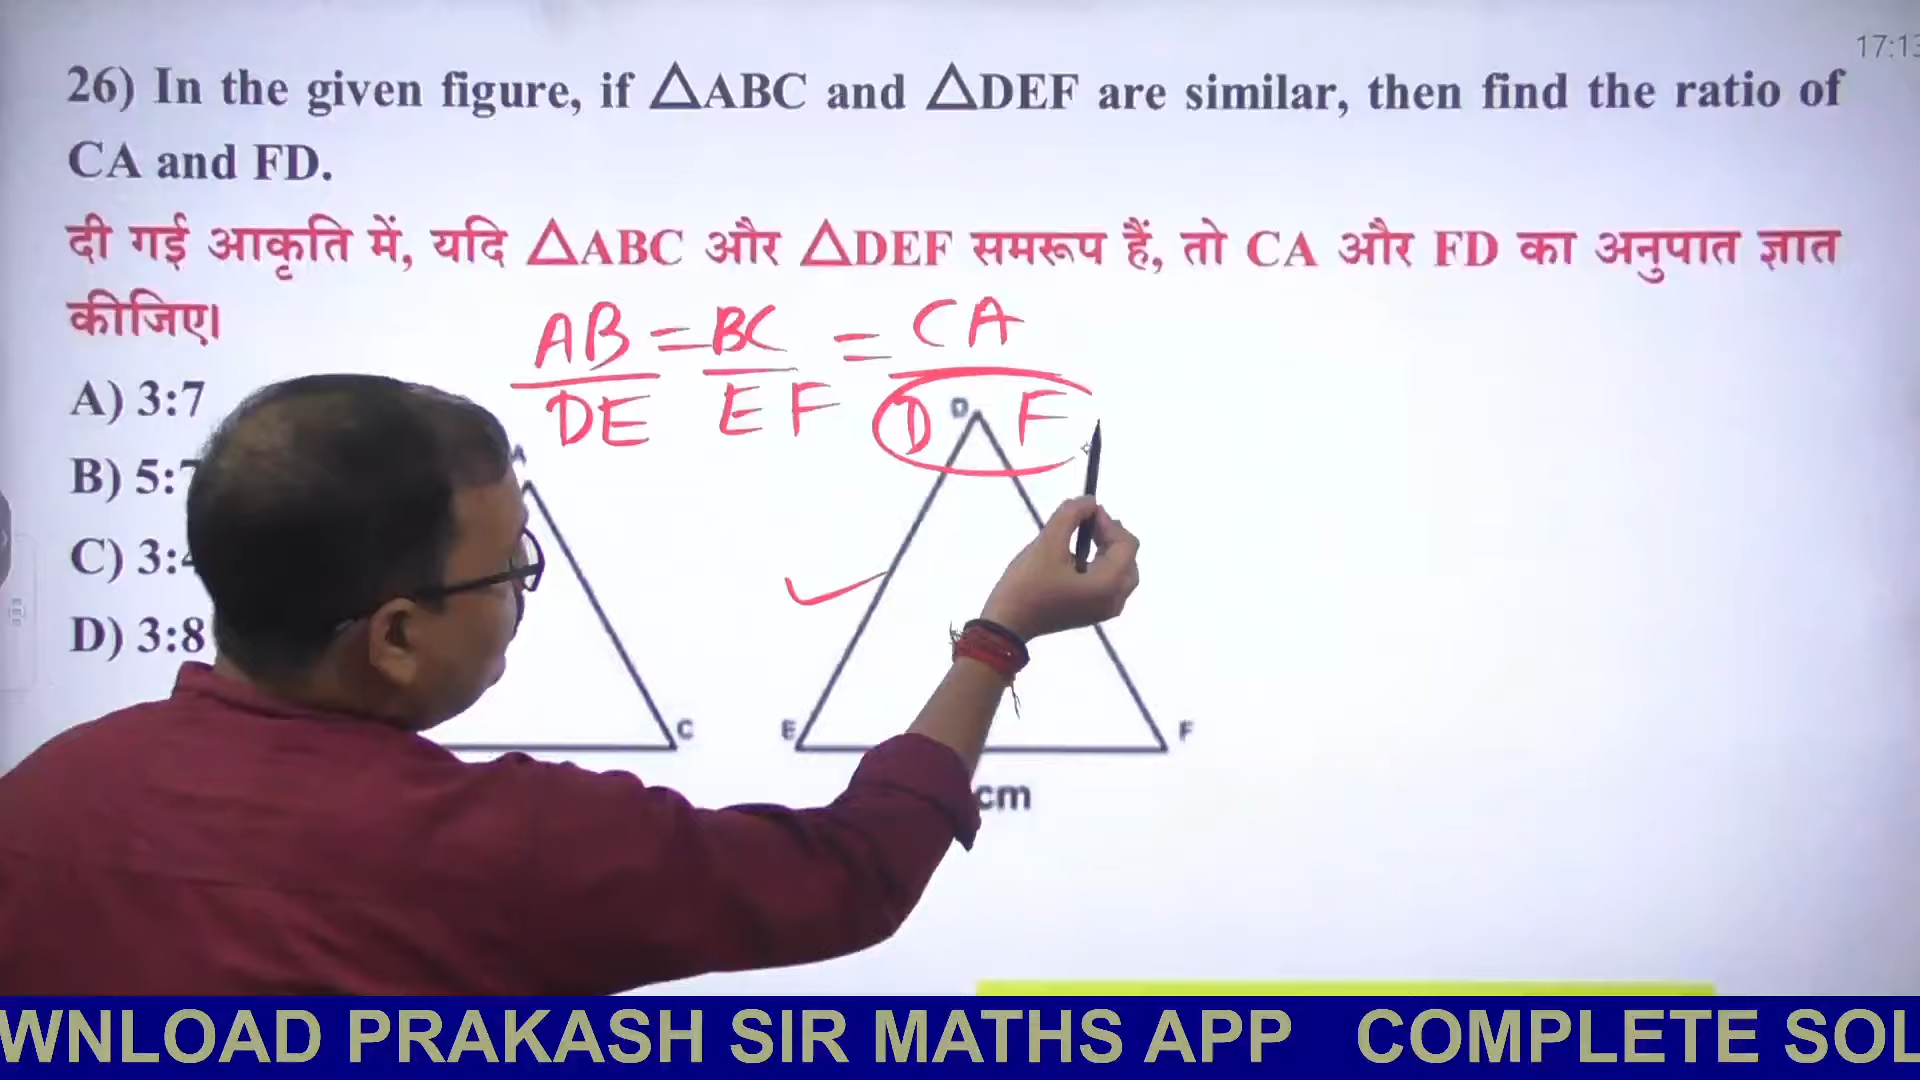 17:13
26) In the given figure, if △ABC and △DEF are similar, then find the ratio of
CA and FD.
दी गई आकृति में, यदि △ABC और △DEF समरूप हैं, तो CA और FD का अनुपात ज्ञात
कीजिए।
AB = BC = CA
DE EF DF
A) 3:7
B) 5:7
C) 3:4
D) 3:8
A
D
C
E
F
cm
WNLOAD PRAKASH SIR MATHS APP COMPLETE SOL